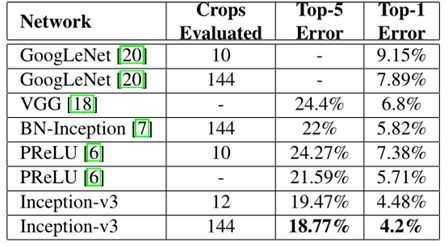 Network Crops Evaluated Top-5 Error Top-1 Error
GoogLeNet [20] 10 - 9.15%
GoogLeNet [20] 144 - 7.89%
VGG [18] - 24.4% 6.8%
BN-Inception [7] 144 22% 5.82%
PReLU [6] 10 24.27% 7.38%
PReLU [6] - 21.59% 5.71%
Inception-v3 12 19.47% 4.48%
Inception-v3 144 18.77% 4.2%